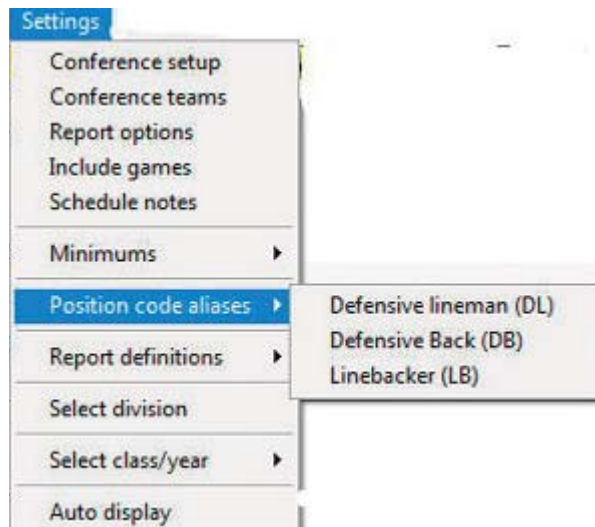 Settings
Conference setup
Conference teams
Report options
Include games
Schedule notes
Minimums
Position code aliases
Defensive lineman (DL)
Defensive Back (DB)
Linebacker (LB)
Report definitions
Select division
Select class/year
Auto display